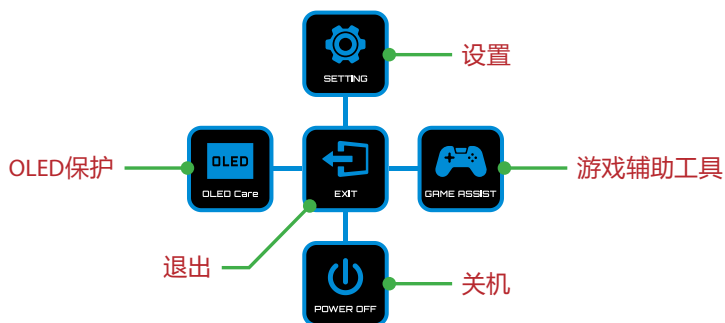 SETTING
设置
OLED保护
OLED
OLED Care
EXIT
GAME ASSIST
游戏辅助工具
退出
POWER OFF
关机